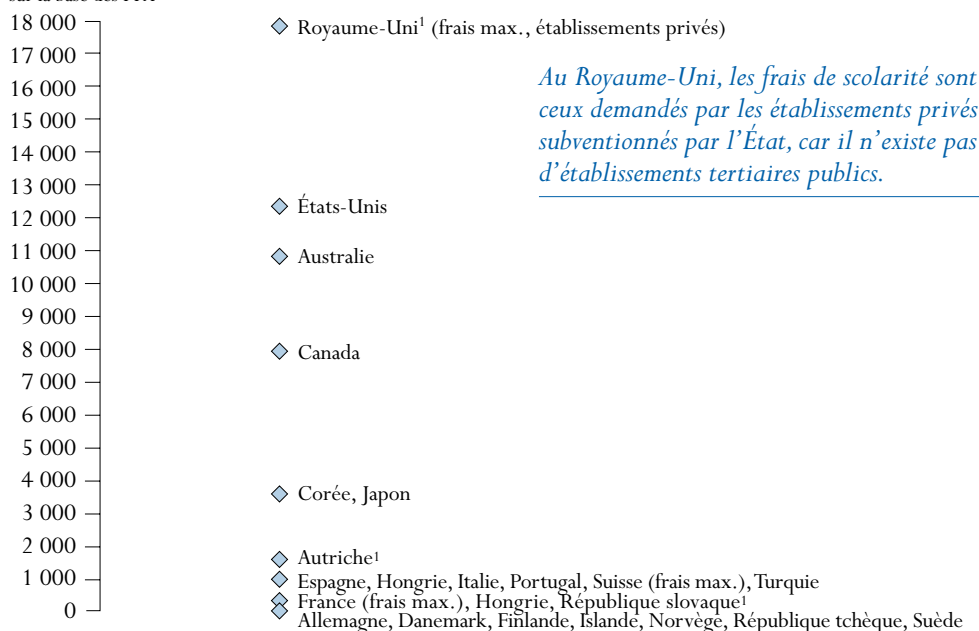 18 000
Royaume-Uni¹ (frais max., établissements privés)
17 000
Au Royaume-Uni, les frais de scolarité sont
16 000
ceux demandés par les établissements privés
15 000
subventionnés par l'État, car il n'existe pas
14 000
d'établissements tertiaires publics.
13 000
États-Unis
12 000
11 000
Australie
10 000
9 000
8 000
Canada
7 000
6 000
5 000
4 000
Corée, Japon
3 000
2 000
Autriche¹
1 000
Espagne, Hongrie, Italie, Portugal, Suisse (frais max.), Turquie
France (frais max.), Hongrie, République slovaque¹
0
Allemagne, Danemark, Finlande, Islande, Norvège, République tchèque, Suède